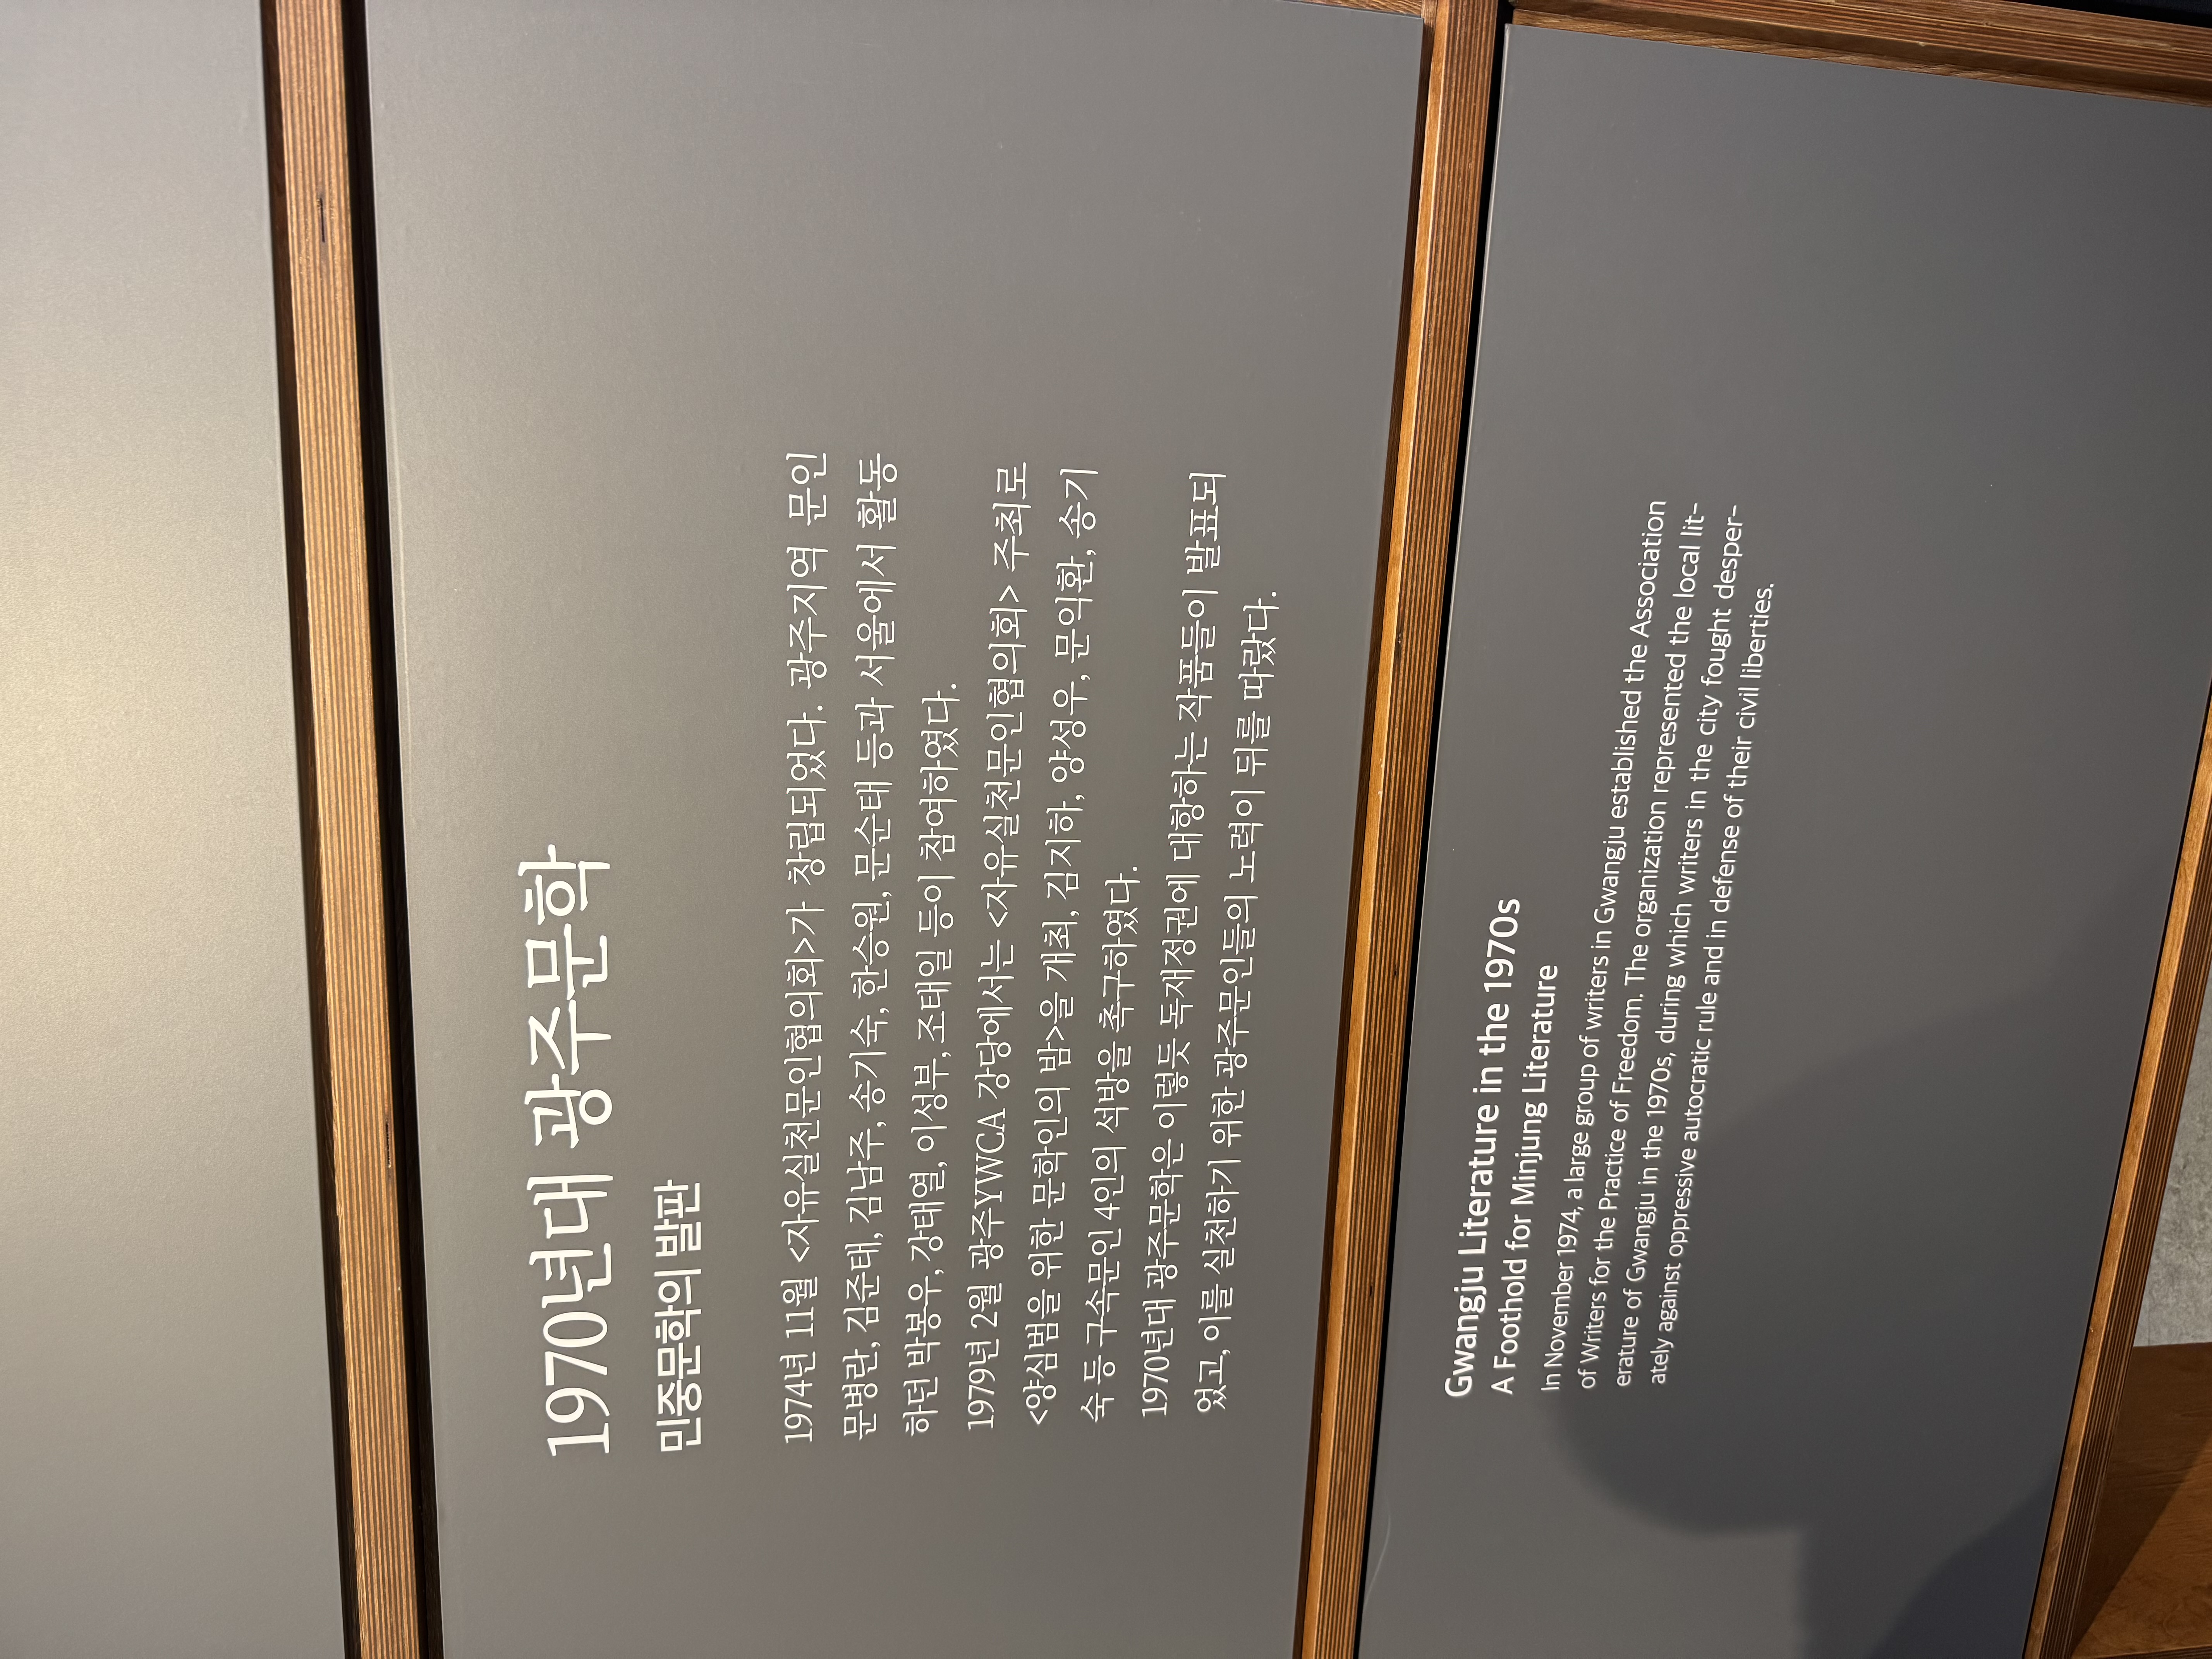 1970년대 광주문학
민중문학의 발판
1974년 11월 <자유실천문인협의회>가 창립되었다. 광주지역 문인
문병란, 김준태, 김남주, 송기숙, 한승원, 문순태 등과 서울에서 활동
하던 박봉우, 강태열, 이성부, 조태일 등이 참여하였다.
1979년 2월 광주YWCA 강당에서는 <자유실천문인협의회> 주최로
<양심범을 위한 문학인의 밤>을 개최, 김지하, 양성우, 문익환, 송기
숙 등 구속문인 4인의 석방을 촉구하였다.
1970년대 광주문학은 이렇듯 독재정권에 대항하는 작품들이 발표되
었고, 이를 실천하기 위한 광주문인들의 노력이 뒤를 따랐다.
Gwangju Literature in the 1970s
A Foothold for Minjung Literature
In November 1974, a large group of writers in Gwangju established the Association
of Writers for the Practice of Freedom. The organization represented the local lit-
erature of Gwangju in the 1970s, during which writers in the city fought desper-
ately against oppressive autocratic rule and in defense of their civil liberties.